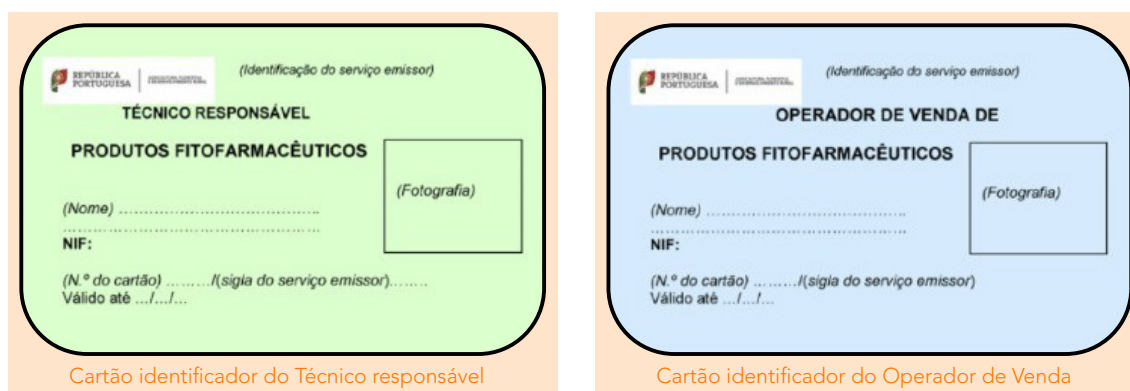 (Identificação do serviço emissor)
REPÚBLICA
PORTUGUESA
TÉCNICO RESPONSÁVEL
PRODUTOS FITOFARMACÊUTICOS
(Fotografia)
(Nome) ........................................
....................................................
NIF:
(N.º do cartão) ………/(sigla do serviço emissor)……..
Válido até .../.../...
Cartão identificador do Técnico responsável
(Identificação do serviço emissor)
REPÚBLICA
PORTUGUESA
OPERADOR DE VENDA DE
PRODUTOS FITOFARMACÊUTICOS
(Fotografia)
(Nome) ........................................
....................................................
NIF:
(N.º do cartão) ………/(sigla do serviço emissor)
Válido até .../.../...
Cartão identificador do Operador de Venda